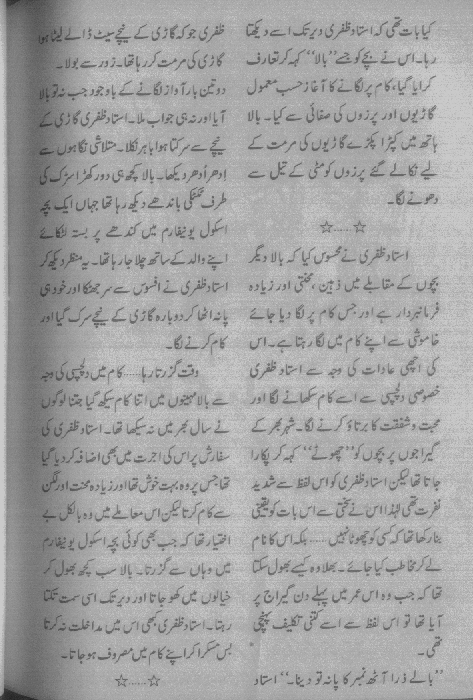 کیا بات تھی کہ استاد ظفری دیر تک اسے دیکھتا
رہا۔ اس نے بچے کو جسے ”بالا“ کہہ کر تعارف
کرایا گیا، کام پر لگانے کا آغاز حسب معمول
گاڑیوں اور پرزوں کی صفائی سے کیا۔ بالا
ہاتھ میں کپڑا پکڑے گاڑیوں کی مرمت کے
لیے نکالے گئے پرزوں کو مٹی کے تیل سے
دھونے لگا۔
☆......☆
استاد ظفری نے محسوس کیا کہ بالا دیگر
بچوں کے مقابلے میں ذہین، محنتی اور زیادہ
فرمانبردار ہے اور جس کام پر لگا دیا جائے
خاموشی سے اپنے کام میں لگا رہتا ہے۔ اس
کی اچھی عادات کی وجہ سے استاد ظفری
خصوصی دلچسپی سے اسے کام سکھانے لگا اور
محبت و شفقت کا برتاؤ کرنے لگا۔ شہر بھر کے
گیراجوں پر بچوں کو ”چھوٹے“ کہہ کر پکارا
جاتا تھا لیکن استاد ظفری کو اس لفظ سے شدید
نفرت تھی لہٰذا اس نے سختی سے اس بات کو یقینی
بنا رکھا تھا کہ کسی کو چھوٹا نہیں...... بلکہ اس کا نام
لے کر مخاطب کیا جائے۔ بھلا وہ کیسے بھول سکتا
تھا کہ جب وہ اس عمر میں پہلے دن گیراج پر
آیا تھا تو اس لفظ سے اسے کتنی تکلیف پہنچی
تھی۔
”بالے ذرا آٹھ نمبر کا پانہ تو دینا۔“ استاد
ظفری جو کہ گاڑی کے نیچے سیٹ ڈالے لیٹا ہوا
گاڑی کی مرمت کر رہا تھا۔ زور سے بولا۔
دو تین بار آواز لگانے کے باوجود جب نہ تو بالا
آیا اور نہ ہی جواب ملا۔ استاد ظفری گاڑی کے
نیچے سے سرکتا ہوا باہر نکلا۔ متلاشی نگاہوں سے
اِدھر اُدھر دیکھا۔ بالا کچھ ہی دور کھڑا سڑک کی
طرف ٹکٹکی باندھے دیکھ رہا تھا جہاں ایک بچہ
اسکول یونیفارم میں کندھے پر بستہ لٹکائے
اپنے والد کے ساتھ چلا جا رہا تھا۔ یہ منظر دیکھ کر
استاد ظفری نے افسوس سے سر جھٹکا اور خود ہی
پانہ اٹھا کر دوبارہ گاڑی کے نیچے سرک گیا اور
کام کرنے لگا۔
وقت گزرتا رہا...... کام میں دلچسپی کی وجہ
سے بالا مہینوں میں اتنا کام سیکھ گیا جتنا لوگوں
نے سال بھر میں نہ سیکھا تھا۔ استاد ظفری کی
سفارش پر اس کی اجرت میں بھی اضافہ کر دیا گیا
تھا جس پر وہ بہت خوش تھا اور زیادہ محنت اور لگن
سے کام کرتا لیکن اس معاملے میں وہ بالکل بے
اختیار تھا کہ جب بھی کوئی بچہ اسکول یونیفارم
میں وہاں سے گزرتا۔ بالا سب کچھ بھول کر
خیالوں میں کھو جاتا اور دیر تک اسی سمت تکتا
رہتا۔ استاد ظفری کبھی اس میں مداخلت نہ کرتا
بس مسکرا کر اپنے کام میں مصروف ہو جاتا۔
☆......☆